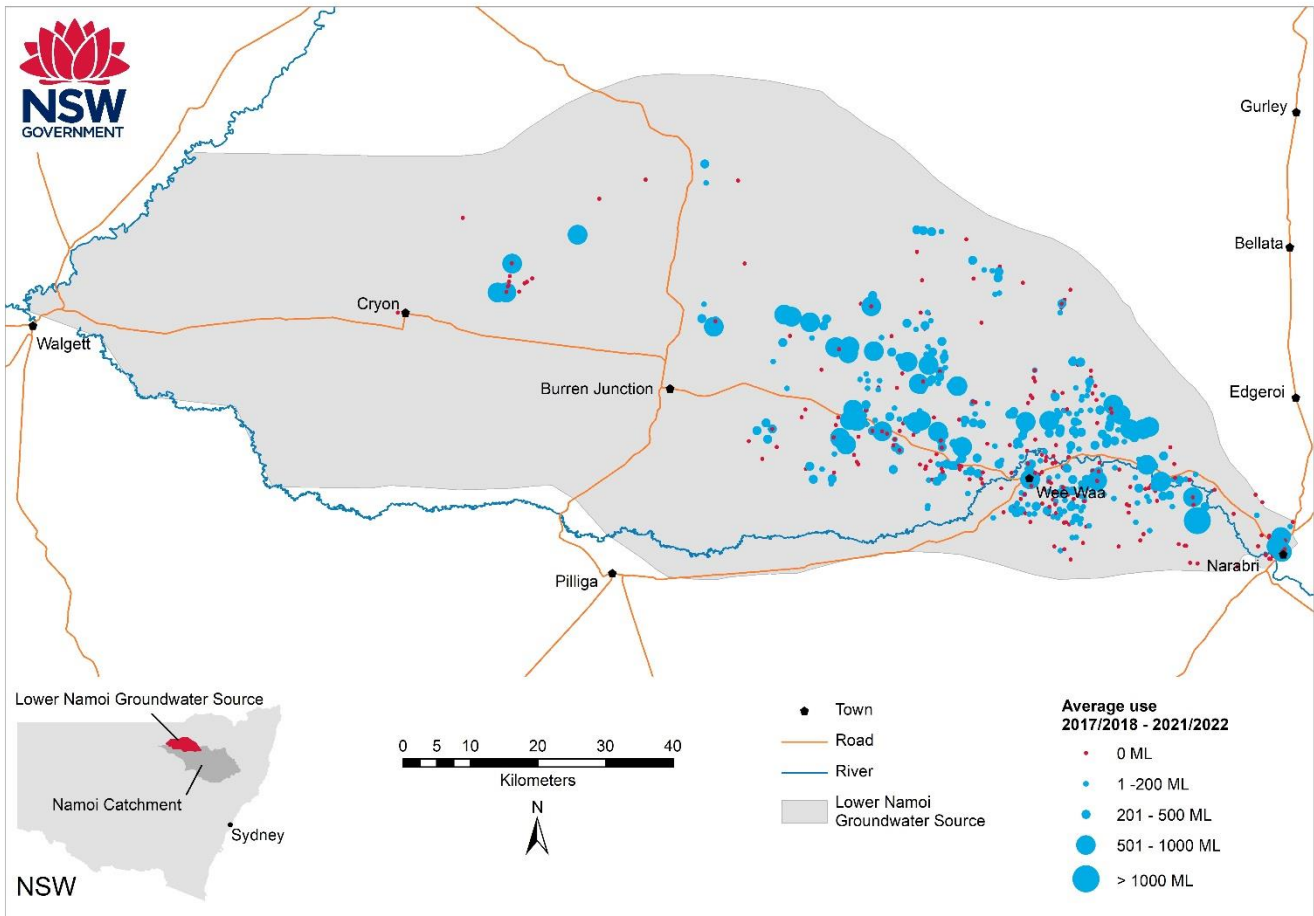 NSW
GOVERNMENT
Gurley
Bellata
Cryon
Walgett
Burren Junction
Edgeroi
Wee Waa
Narrabri
Pilliga
Lower Namoi Groundwater Source
Namoi Catchment
Sydney
NSW
0 5 10 20 30 40
Kilometers
N
Town
Road
River
Lower Namoi
Groundwater Source
Average use
2017/2018 - 2021/2022
0 ML
1 -200 ML
201 - 500 ML
501 - 1000 ML
> 1000 ML